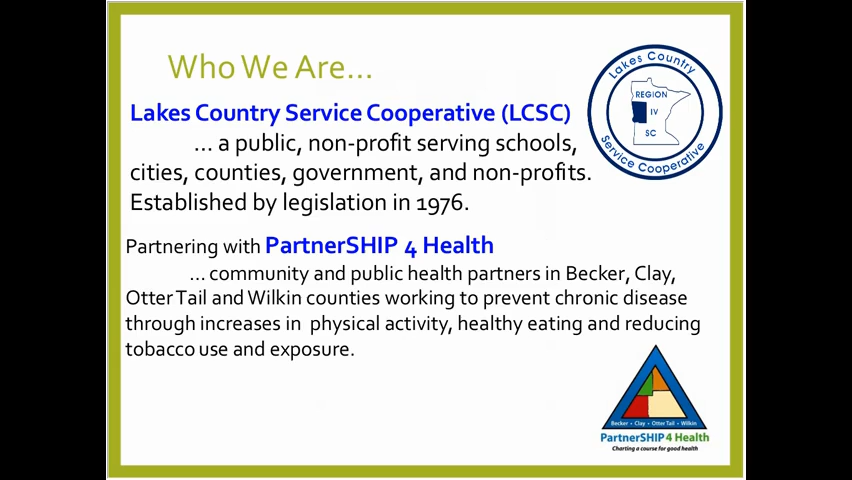 Who We Are...
Lakes Country Service Cooperative (LCSC)
... a public, non-profit serving schools,
cities, counties, government, and non-profits.
Established by legislation in 1976.
Lakes Country
REGION
IV
SC
Service Cooperative
Partnering with PartnerSHIP 4 Health
... community and public health partners in Becker, Clay,
Otter Tail and Wilkin counties working to prevent chronic disease
through increases in physical activity, healthy eating and reducing
tobacco use and exposure.
Becker • Clay • Otter Tail • Wilkin
PartnerSHIP 4 Health
Charting a course for good health